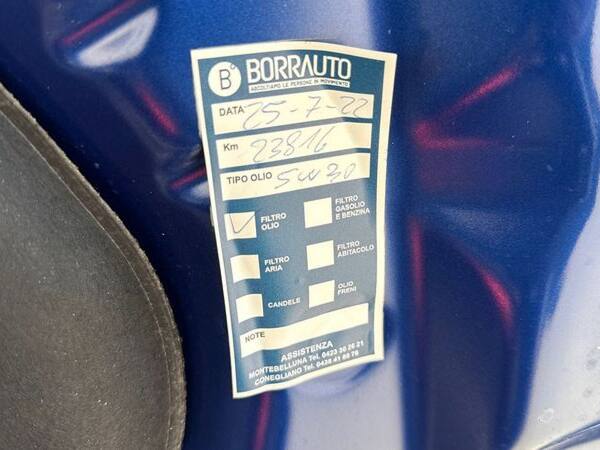 B
BORRAUTO
ASCOLTIAMO LE PERSONE IN MOVIMENTO
DATA 25-7-22
Km 23816
TIPO OLIO 5W30
FILTRO OLIO
FILTRO GASOLIO E BENZINA
FILTRO ARIA
FILTRO ABITACOLO
CANDELE
OLIO FRENI
NOTE
ASSISTENZA
MONTEBELLUNA Tel. 0423 30 26 21
CONEGLIANO Tel. 0438 41 66 76